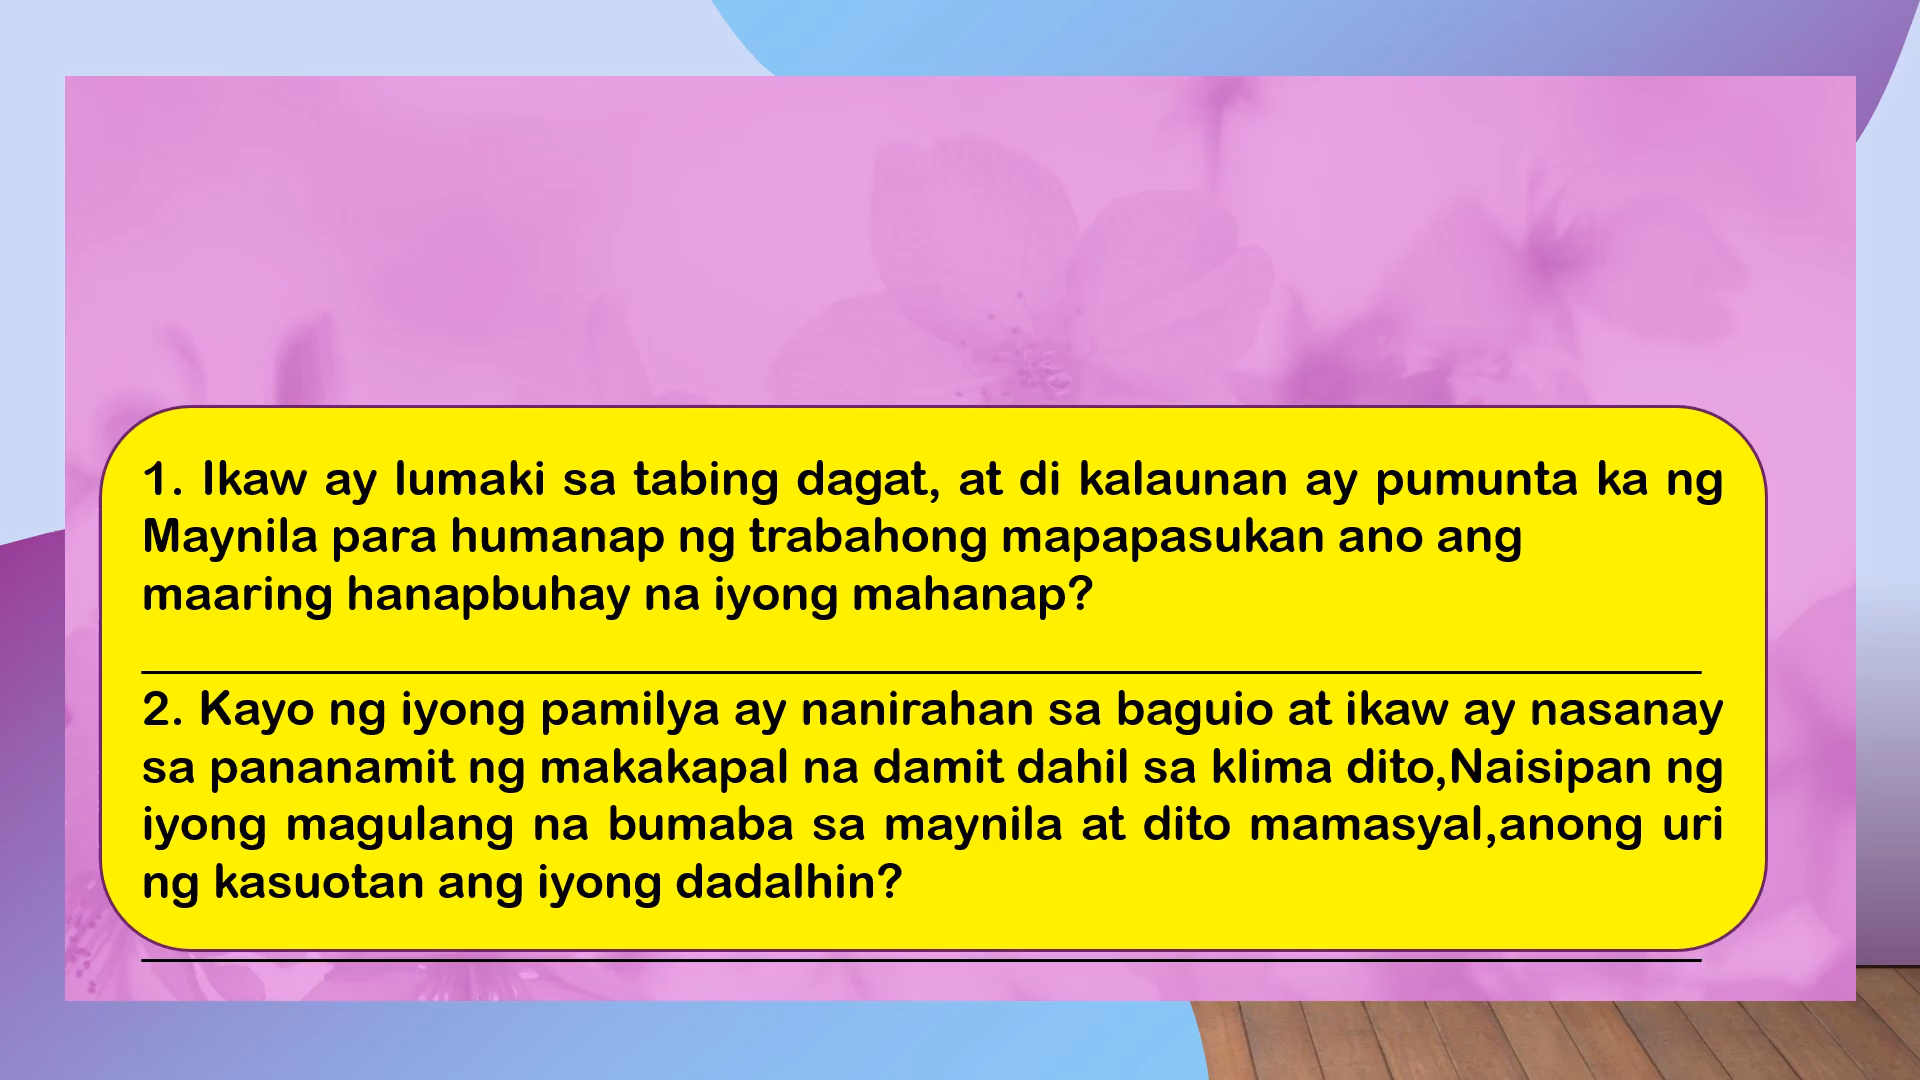 1. Ikaw ay lumaki sa tabing dagat, at di kalaunan ay pumunta ka ng
Maynila para humanap ng trabahong mapapasukan ano ang
maaring hanapbuhay na iyong mahanap?
2. Kayo ng iyong pamilya ay nanirahan sa baguio at ikaw ay nasanay
sa pananamit ng makakapal na damit dahil sa klima dito,Naisipan ng
iyong magulang na bumaba sa maynila at dito mamasyal,anong uri
ng kasuotan ang iyong dadalhin?